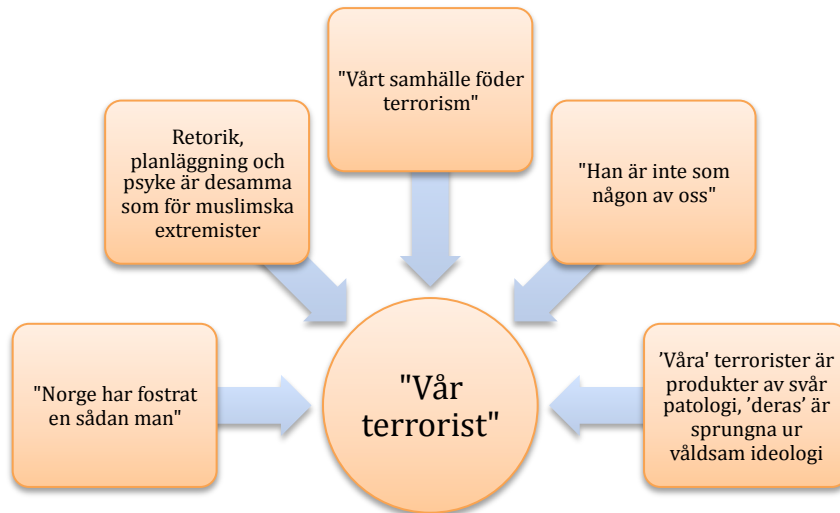 "Vårt samhälle föder
terrorism"
Retorik,
planläggning och
psyke är desamma
som för muslimska
extremister
"Han är inte som
någon av oss"
"Norge har fostrat
en sådan man"
"Vår
terrorist"
’Våra' terrorister är
produkter av svår
patologi, ’deras’ är
sprungna ur
våldsam ideologi